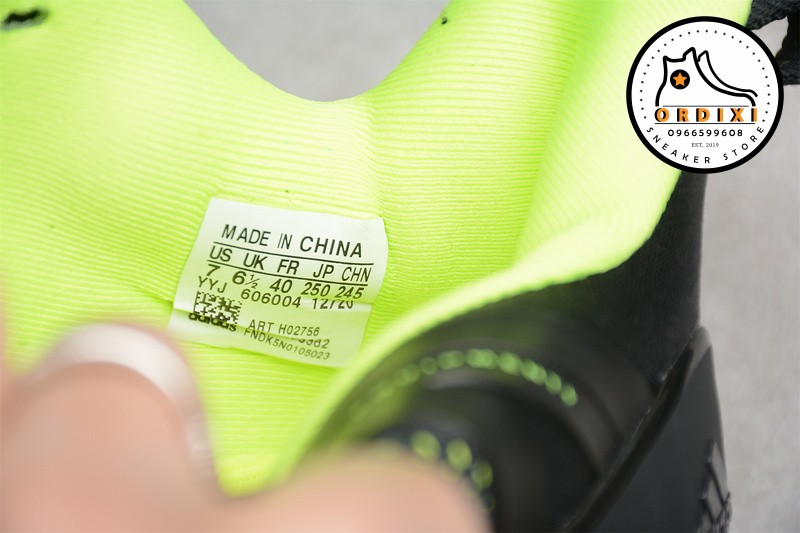 ORDIXI
0966599608
EST. 2019
SNEAKER STORE
MADE IN CHINA
US UK FR JP CHN
7 6½ 40 250 245
YYJ 606004 12/20
adidas
ART H02756
FNDK5N0105023